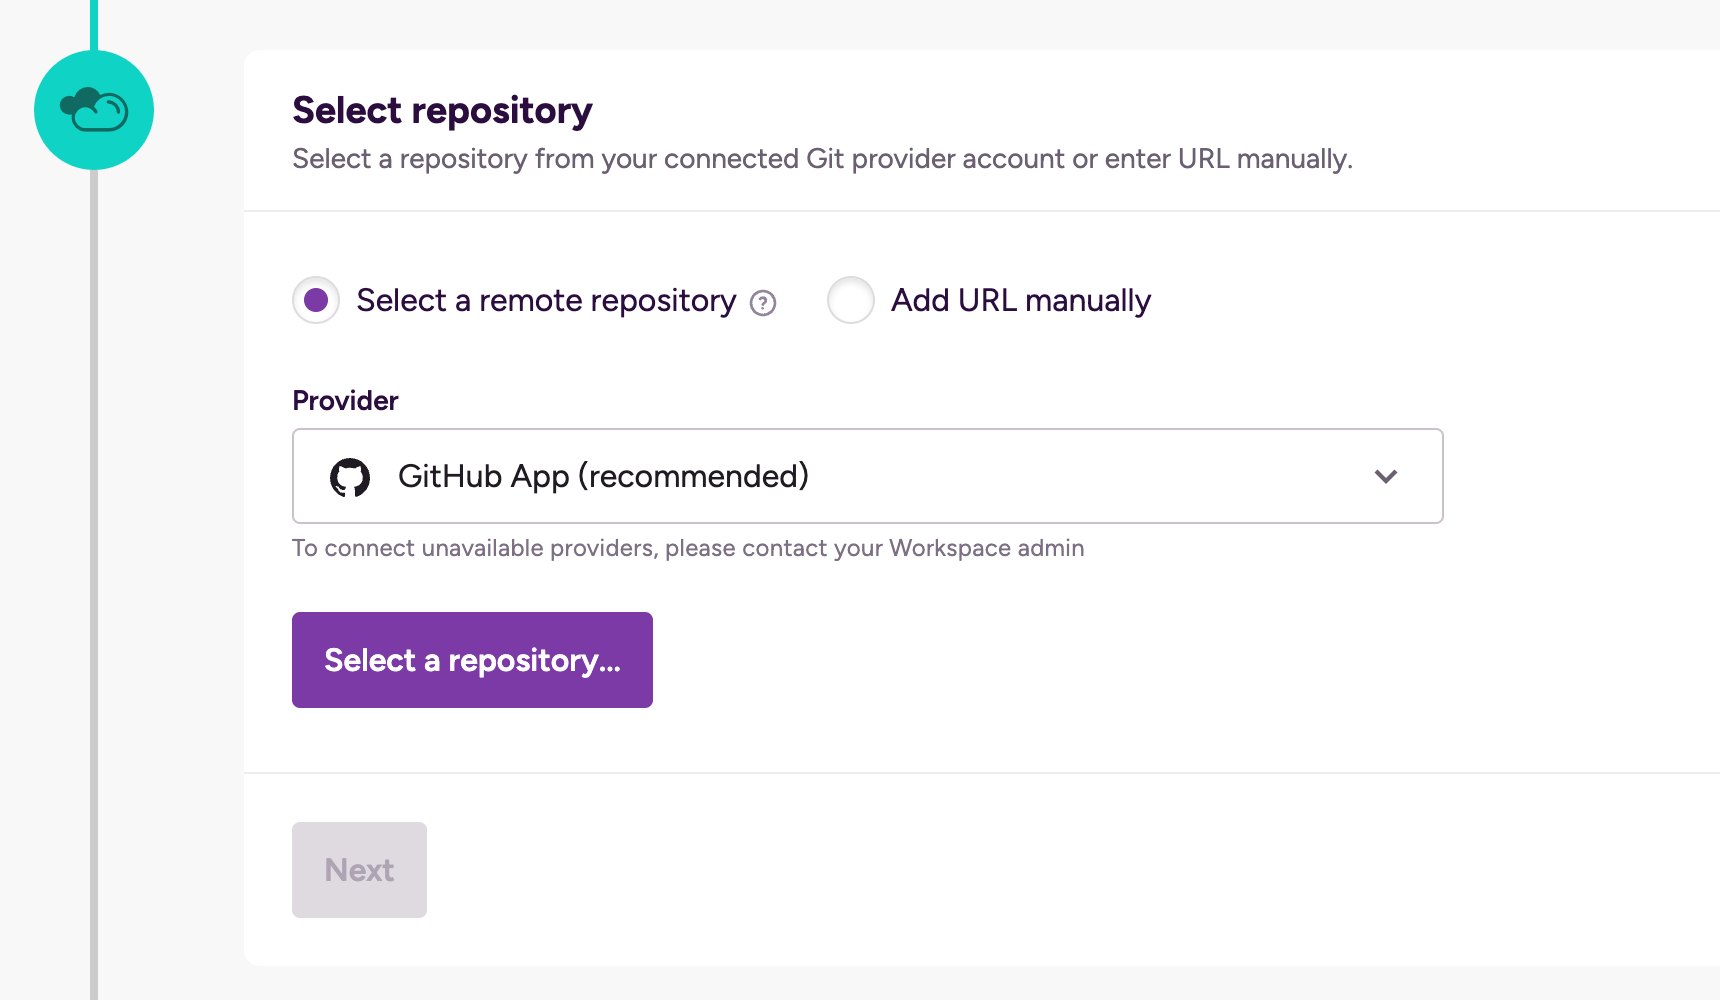 Select repository
Select a repository from your connected Git provider account or enter URL manually.
Select a remote repository ? Add URL manually
Provider
GitHub App (recommended)
To connect unavailable providers, please contact your Workspace admin
Select a repository...
Next